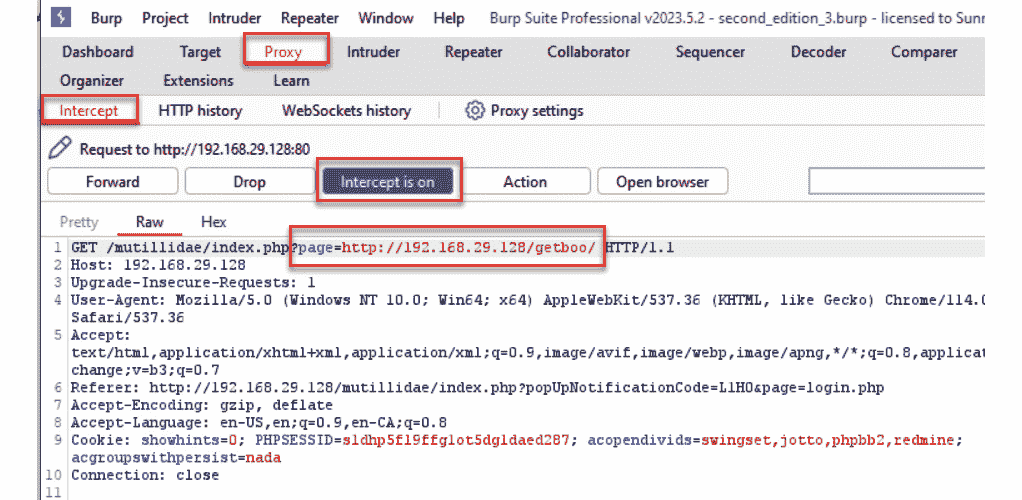 Burp Project Intruder Repeater Window Help Burp Suite Professional v2023.5.2 - second_edition_3.burp - licensed to Sunr
Dashboard Target Proxy Intruder Repeater Collaborator Sequencer Decoder Comparer
Organizer Extensions Learn
Intercept HTTP history WebSockets history Proxy settings
Request to http://192.168.29.128:80
Forward Drop Intercept is on Action Open browser
Pretty Raw Hex
1 GET /mutillidae/index.php?page=http://192.168.29.128/getboo/ HTTP/1.1
2 Host: 192.168.29.128
3 Upgrade-Insecure-Requests: 1
4 User-Agent: Mozilla/5.0 (Windows NT 10.0; Win64; x64) AppleWebKit/537.36 (KHTML, like Gecko) Chrome/114.0
Safari/537.36
5 Accept:
text/html,application/xhtml+xml,application/xml;q=0.9,image/avif,image/webp,image/apng,*/*;q=0.8,applicat
change;v=b3;q=0.7
6 Referer: http://192.168.29.128/mutillidae/index.php?popUpNotificationCode=L1H0&page=login.php
7 Accept-Encoding: gzip, deflate
8 Accept-Language: en-US,en;q=0.9,en-CA;q=0.8
9 Cookie: showhints=0; PHPSESSID=sldhp5f19ffglot5dgldaed287; acopendivids=swingset,jotto,phpbb2,redmine;
acgroupswithpersist=nada
10 Connection: close
11